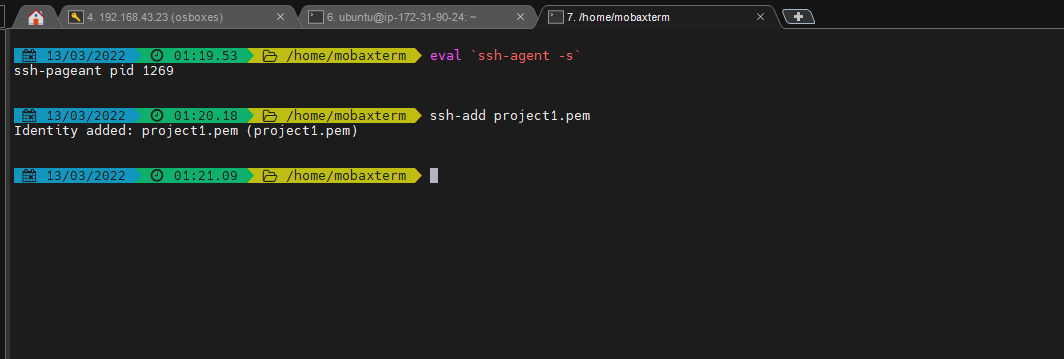 4. 192.168.43.23 (osboxes)
6. ubuntu@ip-172-31-90-24: ~
7. /home/mobaxterm
13/03/2022 01:19.53 /home/mobaxterm eval `ssh-agent -s`
ssh-pageant pid 1269
13/03/2022 01:20.18 /home/mobaxterm ssh-add project1.pem
Identity added: project1.pem (project1.pem)
13/03/2022 01:21.09 /home/mobaxterm